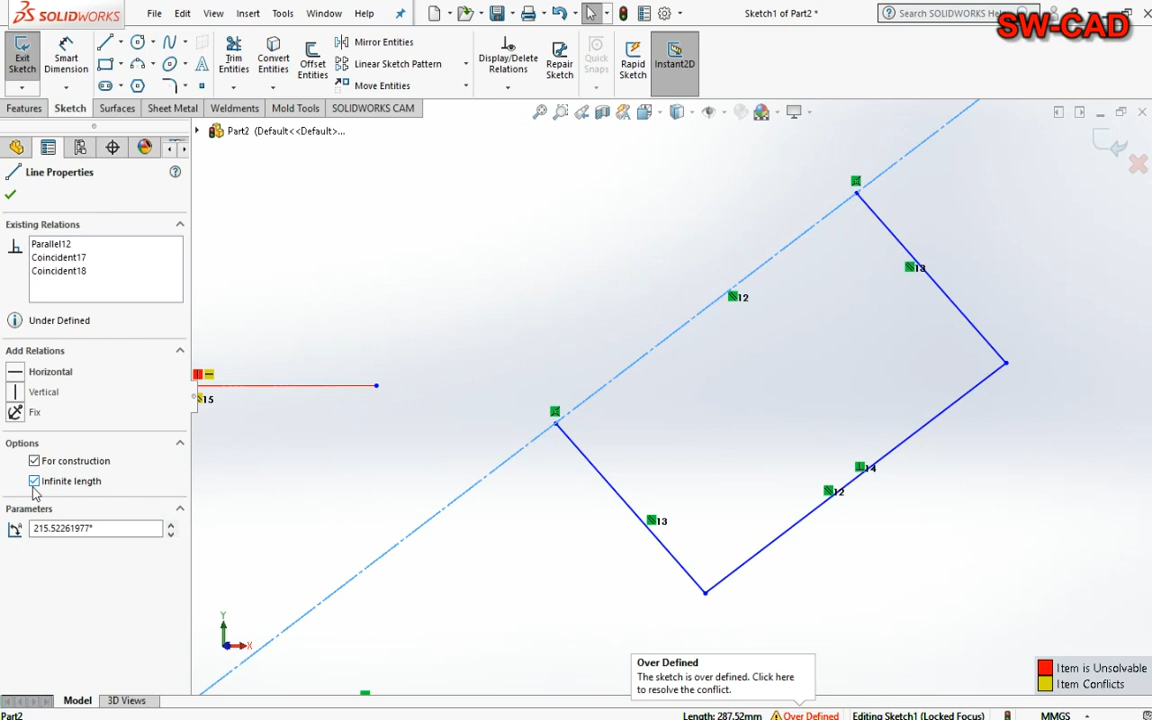 SOLIDWORKS
File Edit View Insert Tools Window Help
Sketch1 of Part2 *
Search SOLIDWORKS
SW-CAD
Exit Sketch
Smart Dimension
Trim Entities
Convert Entities
Offset Entities
Mirror Entities
Linear Sketch Pattern
Move Entities
Display/Delete Relations
Repair Sketch
Quick Snaps
Rapid Sketch
Instant2D
Features Sketch Surfaces Sheet Metal Weldments Mold Tools SOLIDWORKS CAM
Part2 (Default<<Default>...
Line Properties
Existing Relations
Parallel12
Coincident17
Coincident18
Under Defined
Add Relations
Horizontal
Vertical
Fix
Options
For construction
Infinite length
Parameters
215.52261977°
15
12
13
13
14
12
Y
X
Over Defined
The sketch is over defined. Click here
to resolve the conflict.
Item is Unsolvable
Item Conflicts
Model 3D Views
Part2
Length: 287.52mm
Over Defined
Editing Sketch1 (Locked Focus)
MMGS